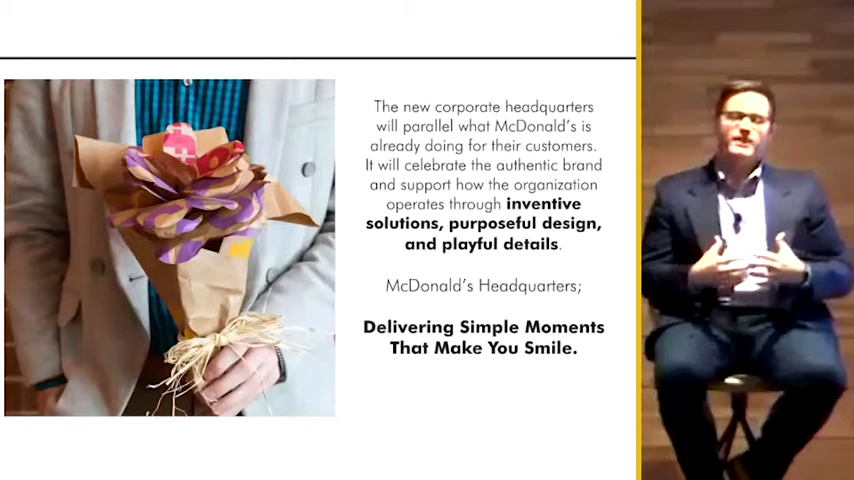 The new corporate headquarters
will parallel what McDonald's is
already doing for their customers.
It will celebrate the authentic brand
and support how the organization
operates through inventive
solutions, purposeful design,
and playful details.
McDonald's Headquarters;
Delivering Simple Moments
That Make You Smile.